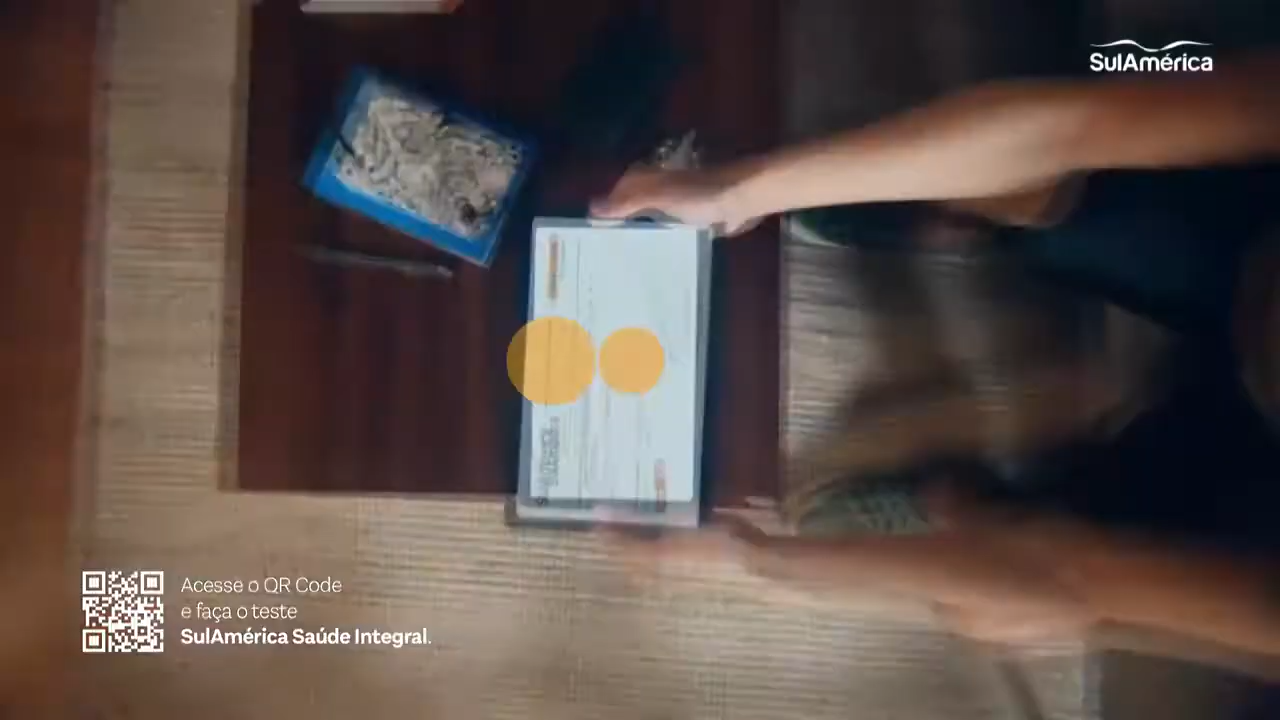 SulAmérica
Acesse o QR Code
e faça o teste
SulAmérica Saúde Integral.